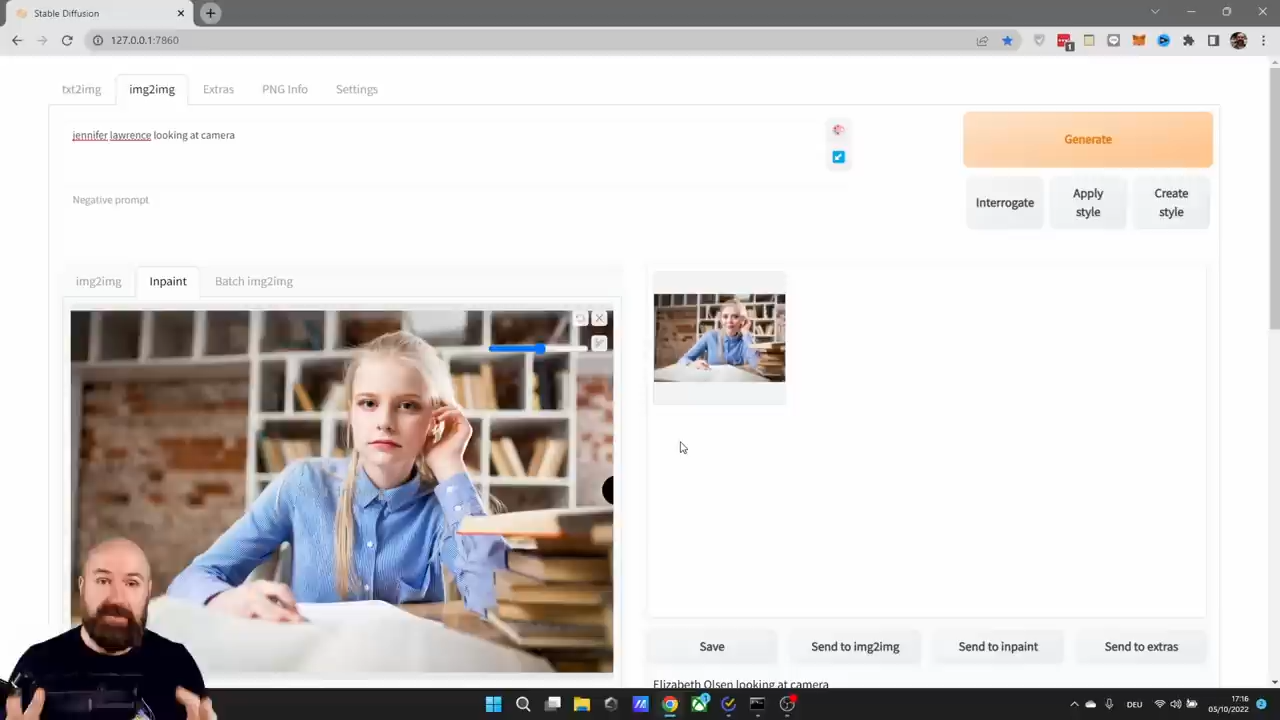 Stable Diffusion
127.0.0.1:7860
1
txt2img
img2img
Extras
PNG Info
Settings
jennifer lawrence looking at camera
Generate
Negative prompt
Interrogate
Apply
style
Create
style
img2img
Inpaint
Batch img2img
Save
Send to img2img
Send to inpaint
Send to extras
Elizabeth Olsen looking at camera
DEU
17:16
05/10/2022
2